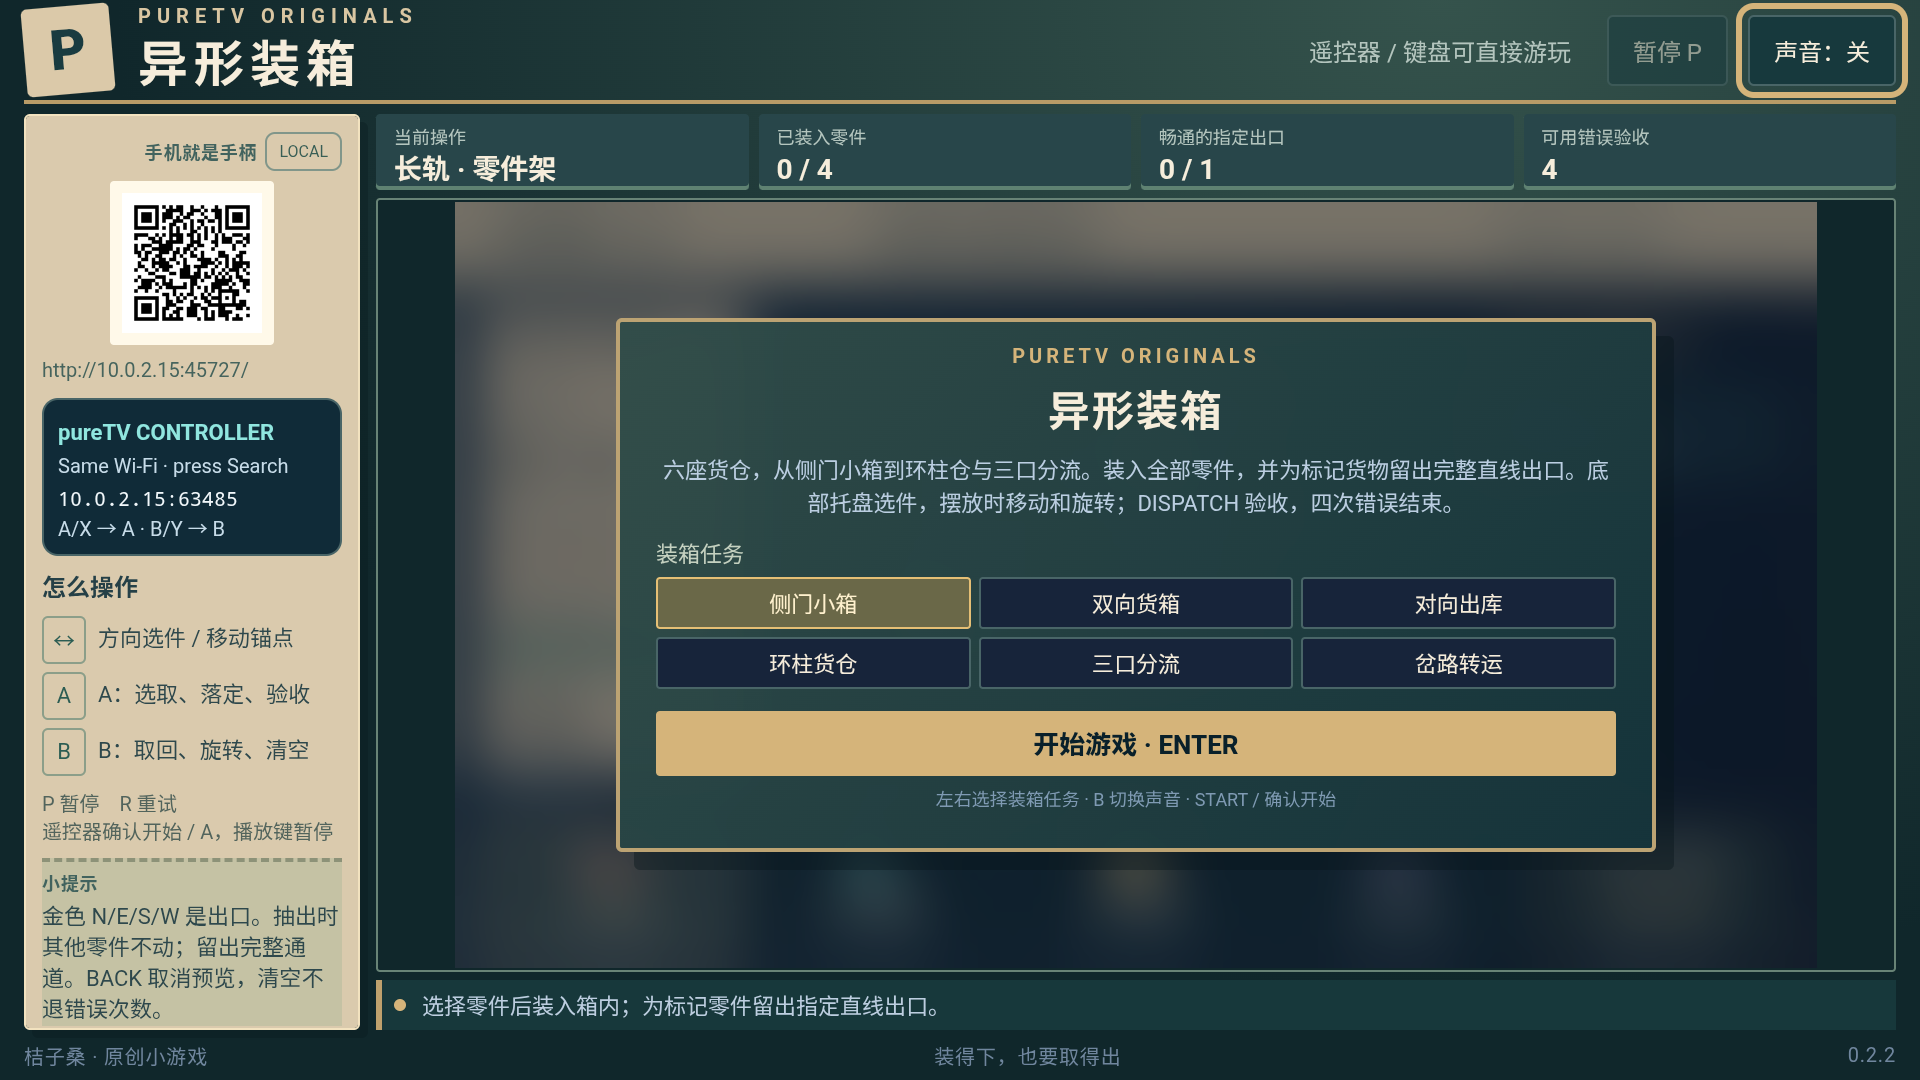 P
PURETV ORIGINALS
异形装箱
遥控器 / 键盘可直接游玩
暂停 P
声音：关
手机就是手柄
LOCAL
http://10.0.2.15:45727/
pureTV CONTROLLER
Same Wi-Fi · press Search
10.0.2.15:63485
A/X → A · B/Y → B
怎么操作
↔ 方向选件 / 移动锚点
A A：选取、落定、验收
B B：取回、旋转、清空
P 暂停 R 重试
遥控器确认开始 / A，播放键暂停
小提示
金色 N/E/S/W 是出口。抽出时
其他零件不动；留出完整通
道。BACK 取消预览，清空不
退错误次数。
当前操作
长轨 · 零件架
已装入零件
0 / 4
畅通的指定出口
0 / 1
可用错误验收
4
PURETV ORIGINALS
异形装箱
六座货仓，从侧门小箱到环柱仓与三口分流。装入全部零件，并为标记货物留出完整直线出口。底
部托盘选件，摆放时移动和旋转；DISPATCH 验收，四次错误结束。
装箱任务
侧门小箱
双向货箱
对向出库
环柱货仓
三口分流
岔路转运
开始游戏 · ENTER
左右选择装箱任务 · B 切换声音 · START / 确认开始
选择零件后装入箱内；为标记零件留出指定直线出口。
桔子桑 · 原创小游戏
装得下，也要取得出
0.2.2